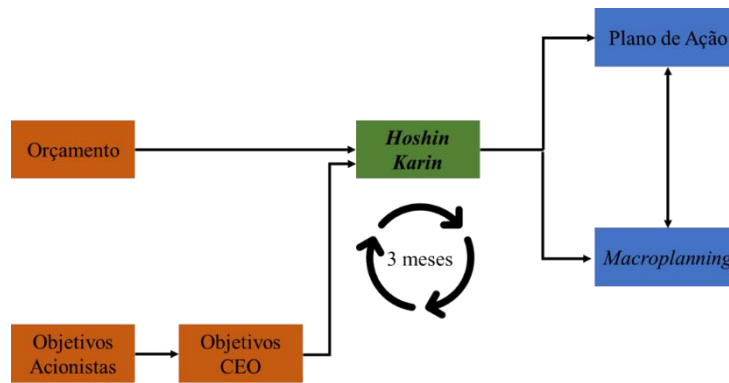 Plano de Ação
Orçamento
Hoshin
Karin
3 meses
Macroplanning
Objetivos
Acionistas
Objetivos
CEO